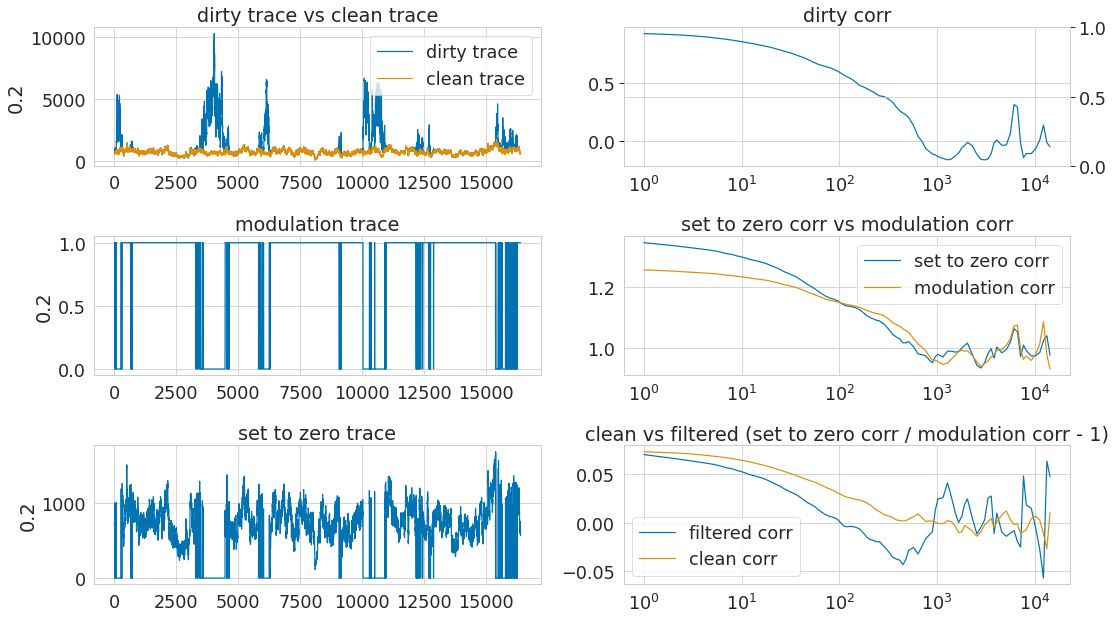 dirty trace vs clean trace
10000
5000
0
0.2
dirty trace
clean trace
0 2500 5000 7500 10000 12500 15000
dirty corr
0.5
0.0
1.0
0.5
0.0
10^0 10^1 10^2 10^3 10^4
modulation trace
1.0
0.5
0.0
0.2
0 2500 5000 7500 10000 12500 15000
set to zero corr vs modulation corr
1.2
1.0
set to zero corr
modulation corr
10^0 10^1 10^2 10^3 10^4
set to zero trace
1000
0
0.2
0 2500 5000 7500 10000 12500 15000
clean vs filtered (set to zero corr / modulation corr - 1)
0.05
0.00
−0.05
filtered corr
clean corr
10^0 10^1 10^2 10^3 10^4